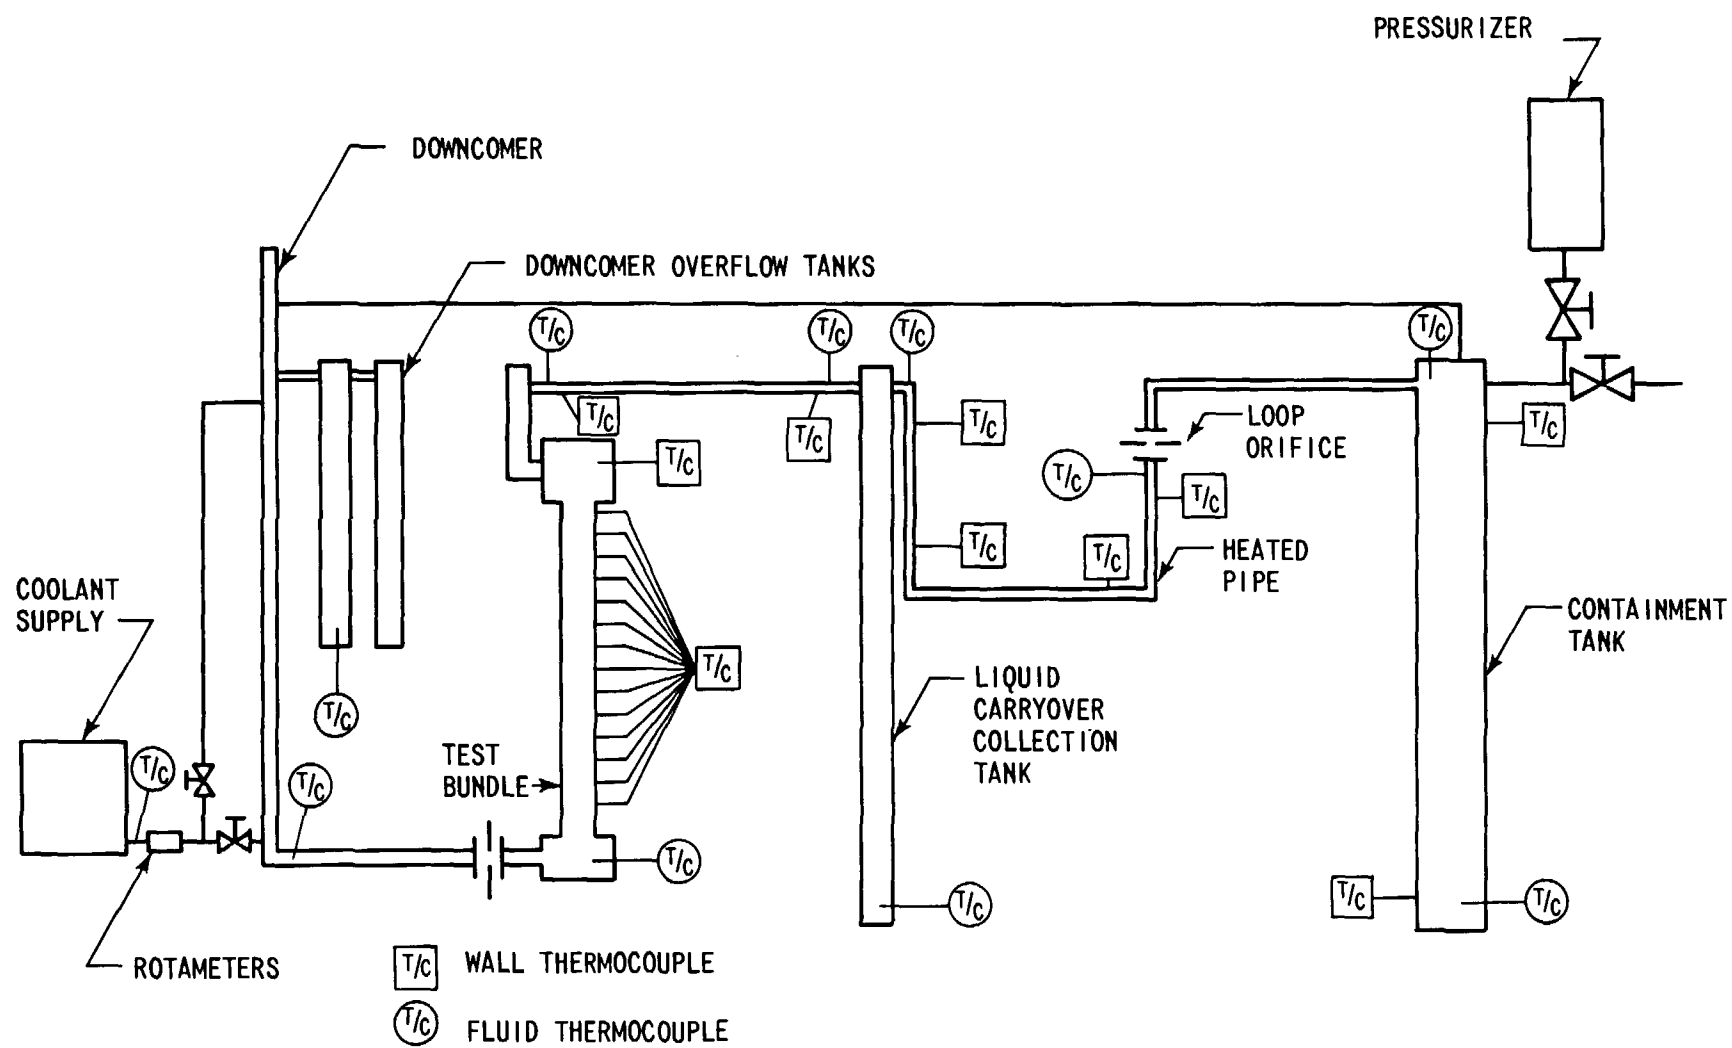 PRESSURIZER
DOWNCOMER
DOWNCOMER OVERFLOW TANKS
T/C
T/C
T/C
T/C
T/C
T/C
T/C
T/C
LOOP
ORIFICE
T/C
T/C
T/C
T/C
T/C
T/C
HEATED
PIPE
COOLANT
SUPPLY
CONTAINMENT
TANK
T/C
LIQUID
CARRYOVER
COLLECTION
TANK
T/C
TEST
BUNDLE
T/C
T/C
T/C
T/C
T/C
T/C
ROTAMETERS
T/C
WALL THERMOCOUPLE
T/C
FLUID THERMOCOUPLE